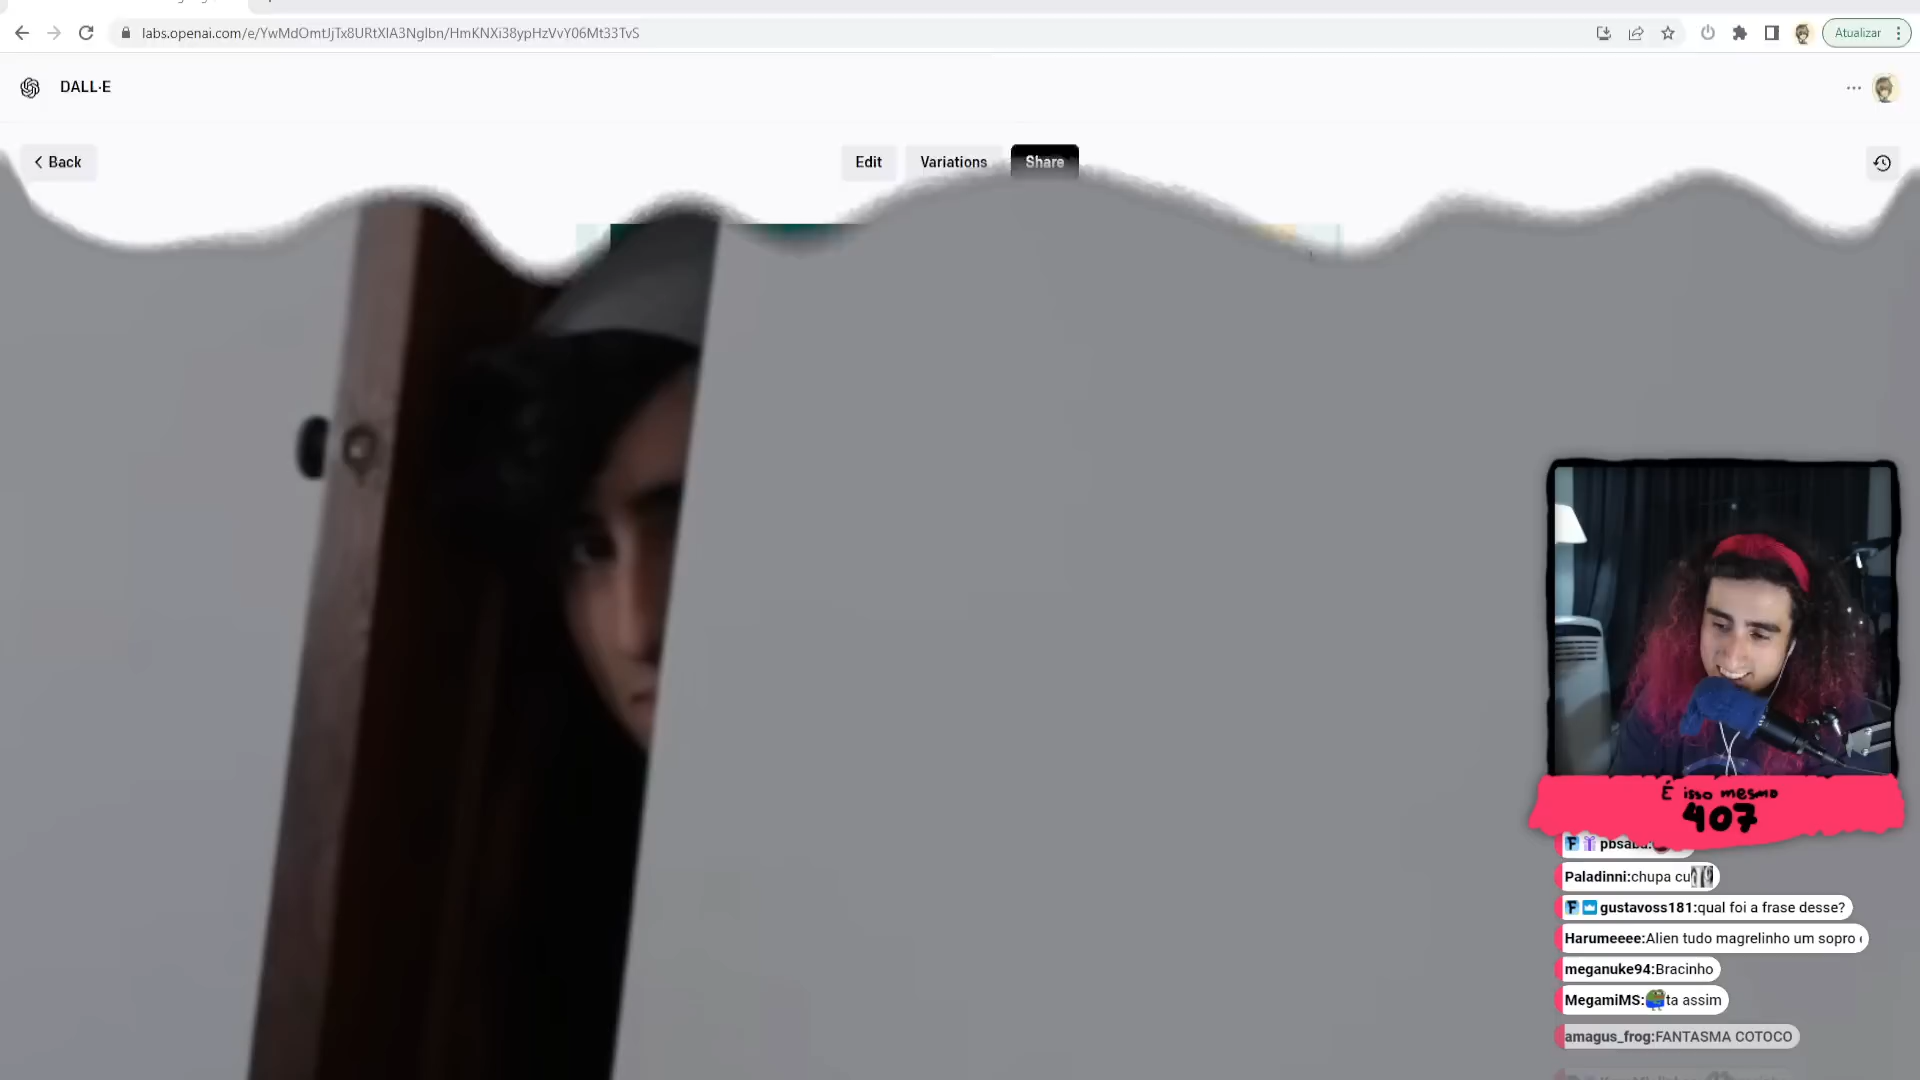 labs.openai.com/e/YwMdOmtJjTx8URtXlA3Nglbn/HmKNXi38ypHzVvY06Mt33TvS
Atualizar
DALL·E
Back
Edit
Variations
Share
É isso mesmo
407
Paladinni:chupa cu
gustavoss181:qual foi a frase desse?
Harumeeee:Alien tudo magrelinho um sopro
meganuke94:Bracinho
MegamiMS: ta assim
amagus_frog:FANTASMA COTOCO